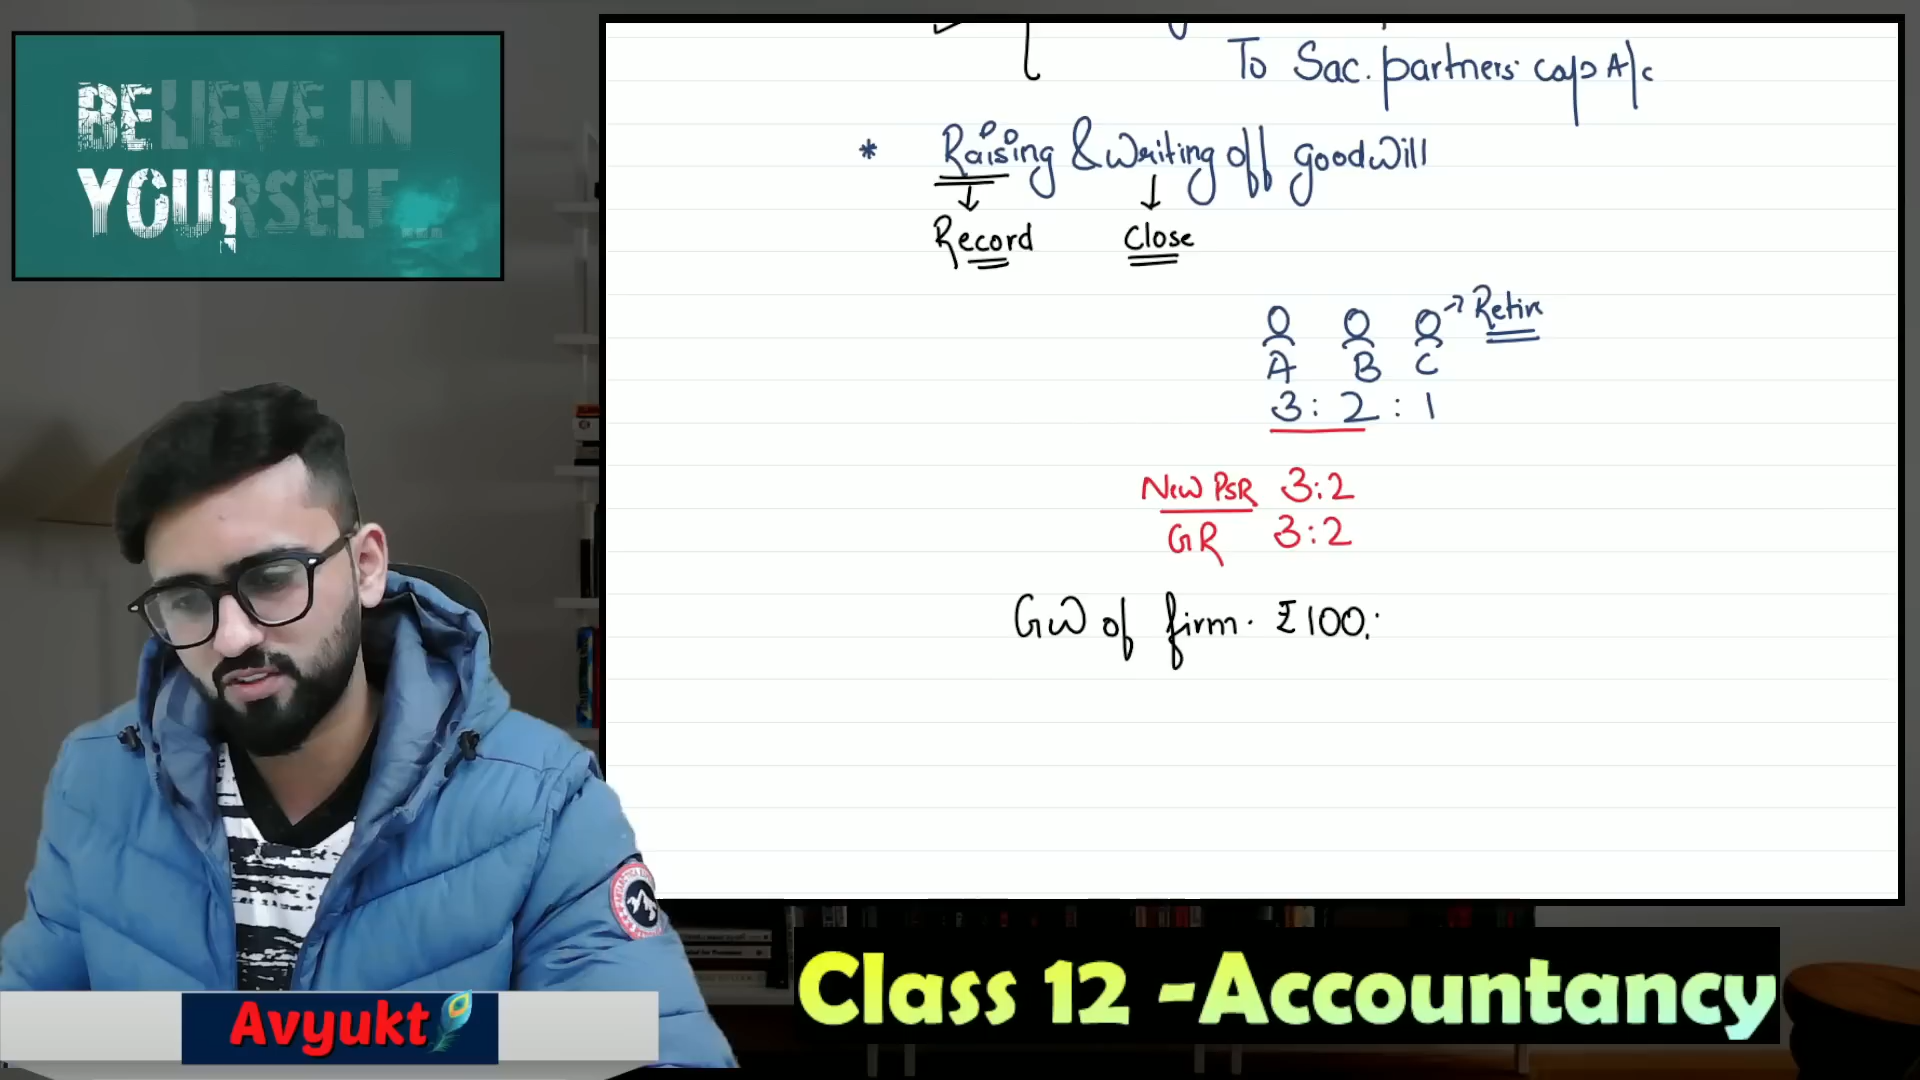 BELIEVE IN
YOURSELF...
To Sac. partners' cap A/c
* Raising & Writing off goodwill
Record Close
Retire
A B C
3 : 2 : 1
New PSR 3:2
GR 3:2
GW of firm. ₹100.
Class 12 -Accountancy
Avyukt